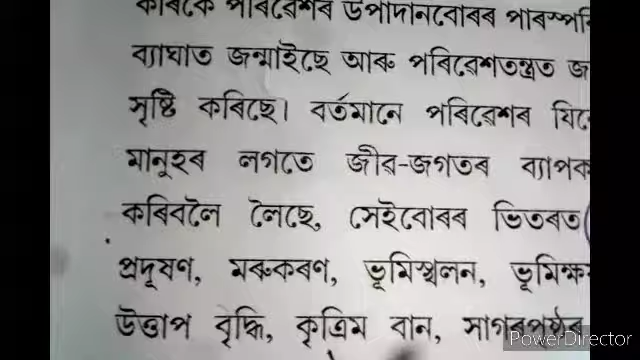 কাৰকে পৰিৱেশৰ উপাদানবোৰৰ পাৰস্পৰি
ব্যাঘাত জন্মাইছে আৰু পৰিৱেশতন্ত্ৰত জ
সৃষ্টি কৰিছে। বৰ্তমানে পৰিৱেশৰ যি
মানুহৰ লগতে জীৱ-জগতৰ ব্যাপক
কৰিবলৈ লৈছে, সেইবোৰৰ ভিতৰত
প্ৰদূষণ, মৰুকৰণ, ভূমিস্খলন, ভূমিক্ষ
উত্তাপ বৃদ্ধি, কৃত্ৰিম বান, সাগৰপৃষ্ঠৰ
PowerDirector